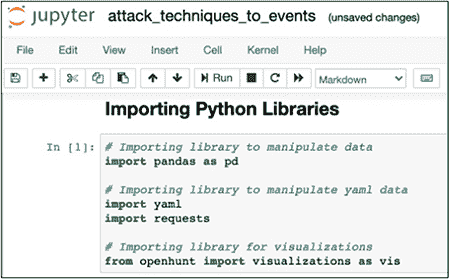 jupyter attack_techniques_to_events (unsaved changes)
File Edit View Insert Cell Kernel Help
Run Markdown
Importing Python Libraries
In [1]: # Importing library to manipulate data
import pandas as pd
# Importing library to manipulate yaml data
import yaml
import requests
# Importing library for visualizations
from openhunt import visualizations as vis